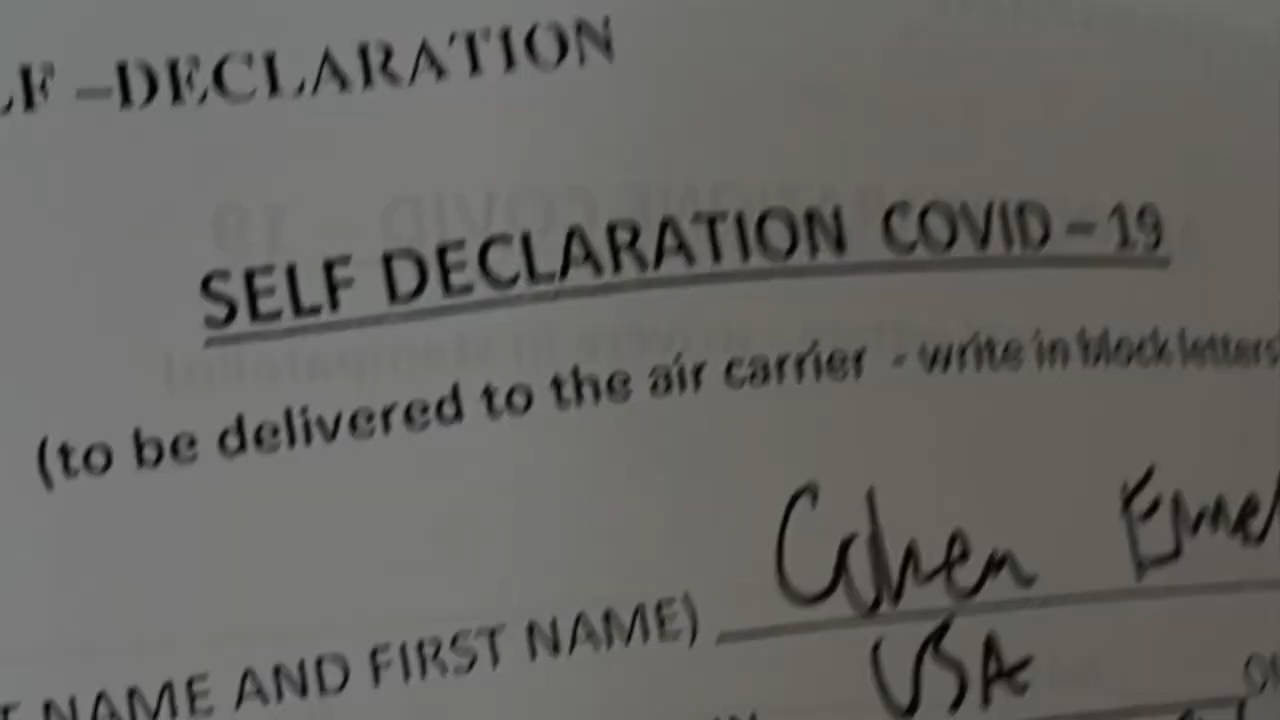 –DECLARATION
SELF DECLARATION COVID – 19
(to be delivered to the air carrier - write in block letters
NAME AND FIRST NAME) Cohen
USA